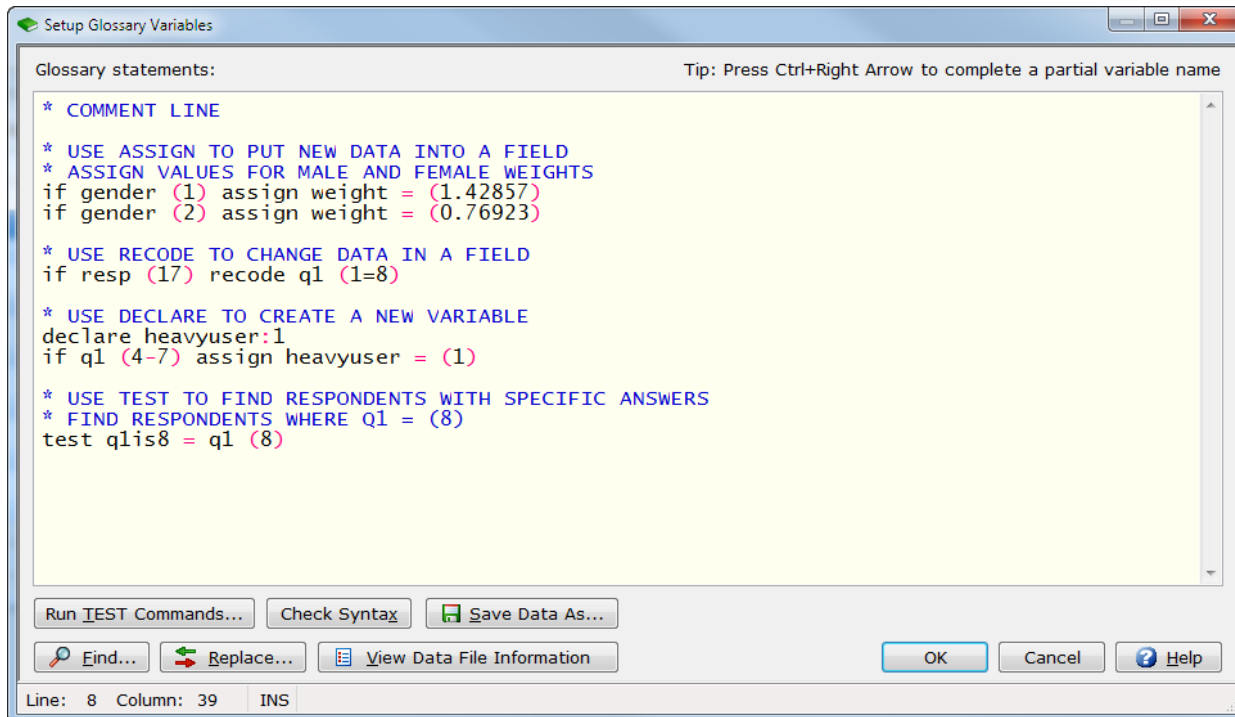 Setup Glossary Variables
Glossary statements: Tip: Press Ctrl+Right Arrow to complete a partial variable name
* COMMENT LINE
* USE ASSIGN TO PUT NEW DATA INTO A FIELD
* ASSIGN VALUES FOR MALE AND FEMALE WEIGHTS
if gender (1) assign weight = (1.42857)
if gender (2) assign weight = (0.76923)
* USE RECODE TO CHANGE DATA IN A FIELD
if resp (17) recode q1 (1=8)
* USE DECLARE TO CREATE A NEW VARIABLE
declare heavyuser:1
if q1 (4-7) assign heavyuser = (1)
* USE TEST TO FIND RESPONDENTS WITH SPECIFIC ANSWERS
* FIND RESPONDENTS WHERE Q1 = (8)
test q1is8 = q1 (8)
Run TEST Commands... Check Syntax Save Data As...
Find... Replace... View Data File Information OK Cancel Help
Line: 8 Column: 39 INS